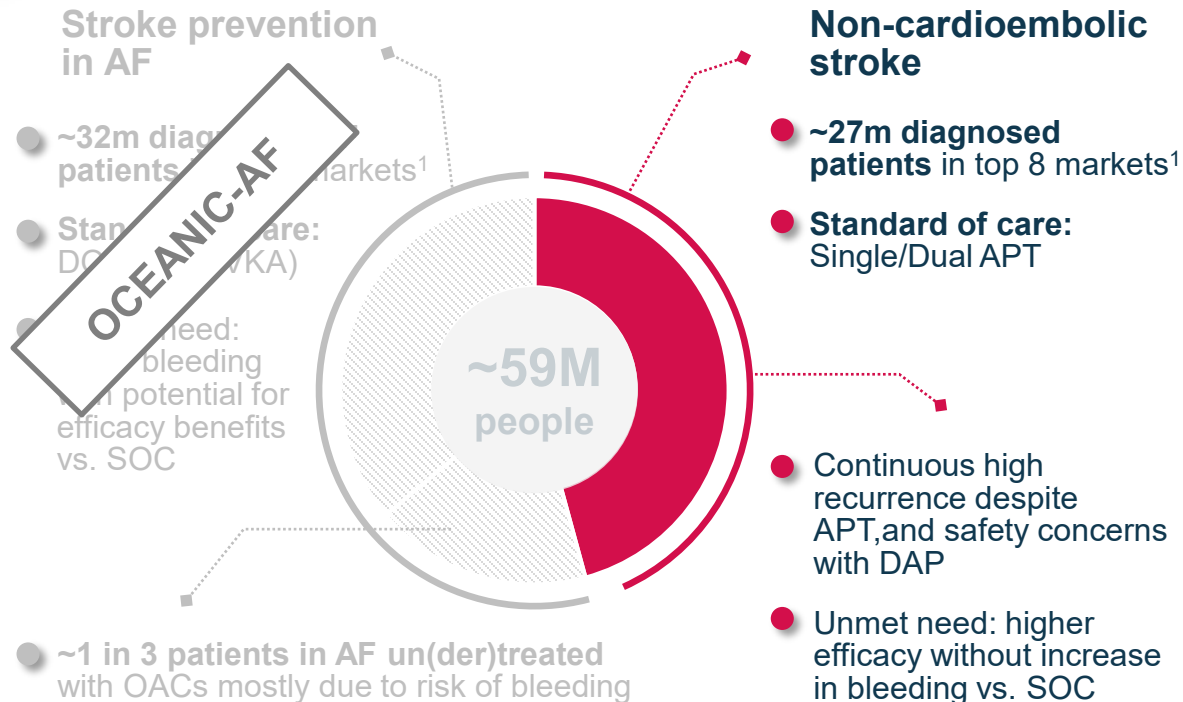 Stroke prevention
in AF
~32m diag
patients arkets¹
Stan are:
DO VKA)
need:
bleeding
potential for
efficacy benefits
vs. SOC
OCEANIC-AF
~1 in 3 patients in AF un(der)treated
with OACs mostly due to risk of bleeding
~59M
people
Non-cardioembolic
stroke
~27m diagnosed
patients in top 8 markets¹
Standard of care:
Single/Dual APT
Continuous high
recurrence despite
APT,and safety concerns
with DAP
Unmet need: higher
efficacy without increase
in bleeding vs. SOC